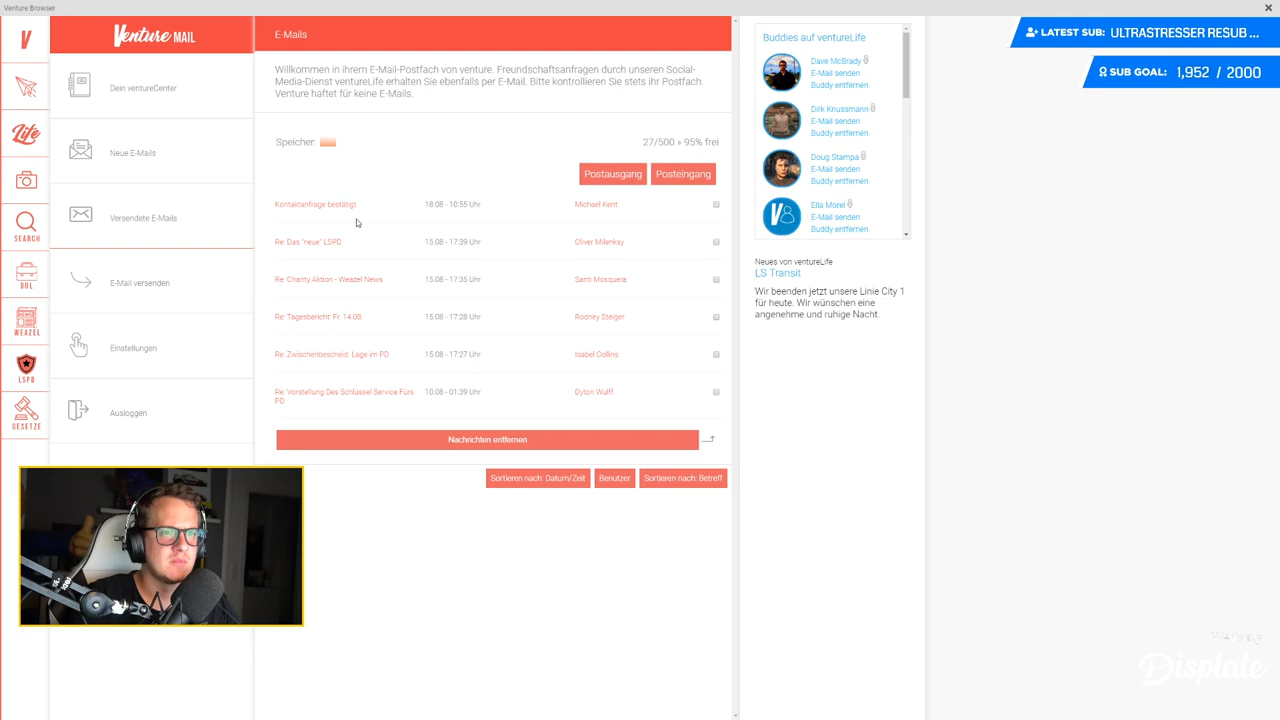 Venture Browser
LATEST SUB: ULTRASTRESSER RESUB ...
SUB GOAL: 1,952 / 2000
V
Life
SEARCH
DOL
WEAZEL
LSPD
GESETZE
Venture MAIL
Dein ventureCenter
Neue E-Mails
Versendete E-Mails
E-Mail versenden
Einstellungen
Ausloggen
E-Mails
Willkommen in ihrem E-Mail-Postfach von venture. Freundschaftsanfragen durch unseren Social-
Media-Dienst ventureLife erhalten Sie ebenfalls per E-Mail. Bitte kontrollieren Sie stets ihr Postfach.
Venture haftet für keine E-Mails.
Speicher: 27/500 » 95% frei
Postausgang Posteingang
Kontaktanfrage bestätigt 18.08 - 10:55 Uhr Michael Kent
Re: Das "neue" LSPD 15.08 - 17:39 Uhr Oliver Milenksy
Re: Charity Aktion - Weazel News 15.08 - 17:35 Uhr Santi Mosquera
Re: Tagesbericht: Fr. 14.08. 15.08 - 17:28 Uhr Rodney Steiger
Re: Zwischenbescheid: Lage im PD 15.08 - 17:27 Uhr Isabel Collins
Re: Vorstellung Des Schlüssel Service Fürs 10.08 - 01:39 Uhr Dyton Wulff
PD
Nachrichten entfernen
Sortieren nach: Datum/Zeit Benutzer Sortieren nach: Betreff
Buddies auf ventureLife
Dave McBrady
E-Mail senden
Buddy entfernen
Dirk Knussmann
E-Mail senden
Buddy entfernen
Doug Stampa
E-Mail senden
Buddy entfernen
Ella Morel
E-Mail senden
Buddy entfernen
Neues von ventureLife
LS Transit
Wir beenden jetzt unsere Linie City 1
für heute. Wir wünschen eine
angenehme und ruhige Nacht.
Displate